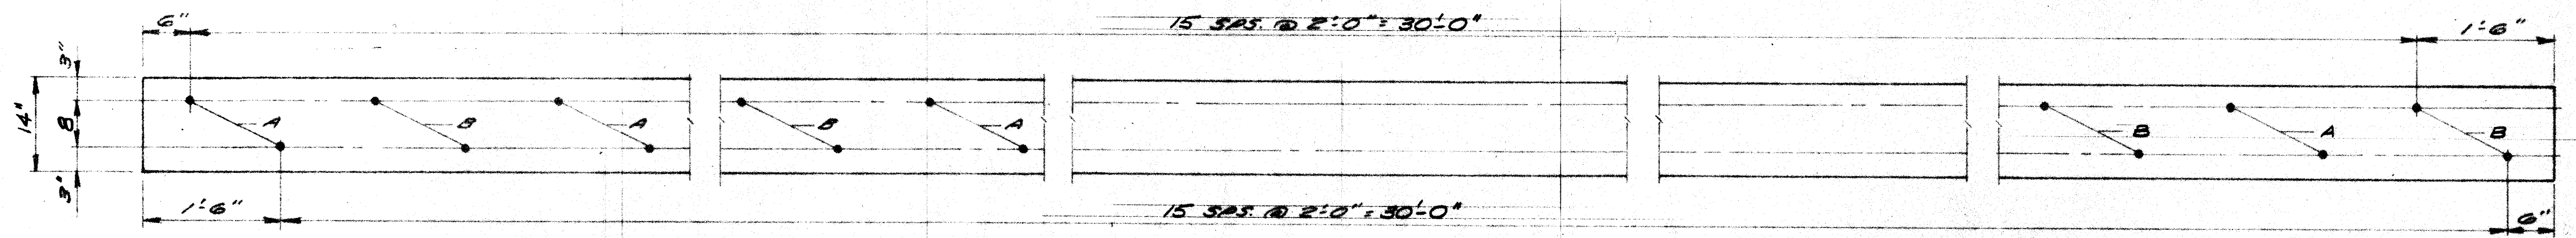 6"
15 SPS. @ 2'-0" = 30'-0"
1'-6"
3"
14"
8
3"
A
B
A
B
A
B
A
B
1'-6"
15 SPS. @ 2'-0" = 30'-0"
6"